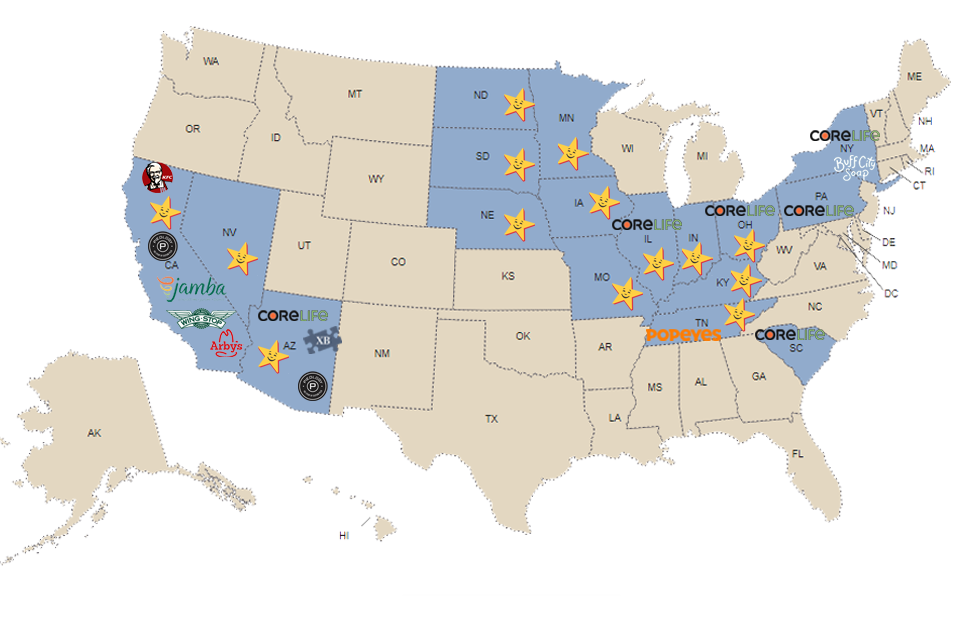 WA
MT
ND
MN
ME
VT
NH
OR
ID
SD
WI
MI
CORELIFE
NY
MA
Buff City
Soap
RI
CT
KFC
WY
NE
IA
PA
CORELIFE
CORELIFE
NJ
NV
CORELIFE
OH
P
CA
UT
CO
IL
IN
WV
DE
MD
VA
DC
jamba
KS
MO
KY
WING·STOP
CORELIFE
NC
Arby's
AZ
XB
NM
OK
TN
POPEYES
CORELIFE
SC
AR
P
MS
AL
GA
TX
LA
AK
FL
HI